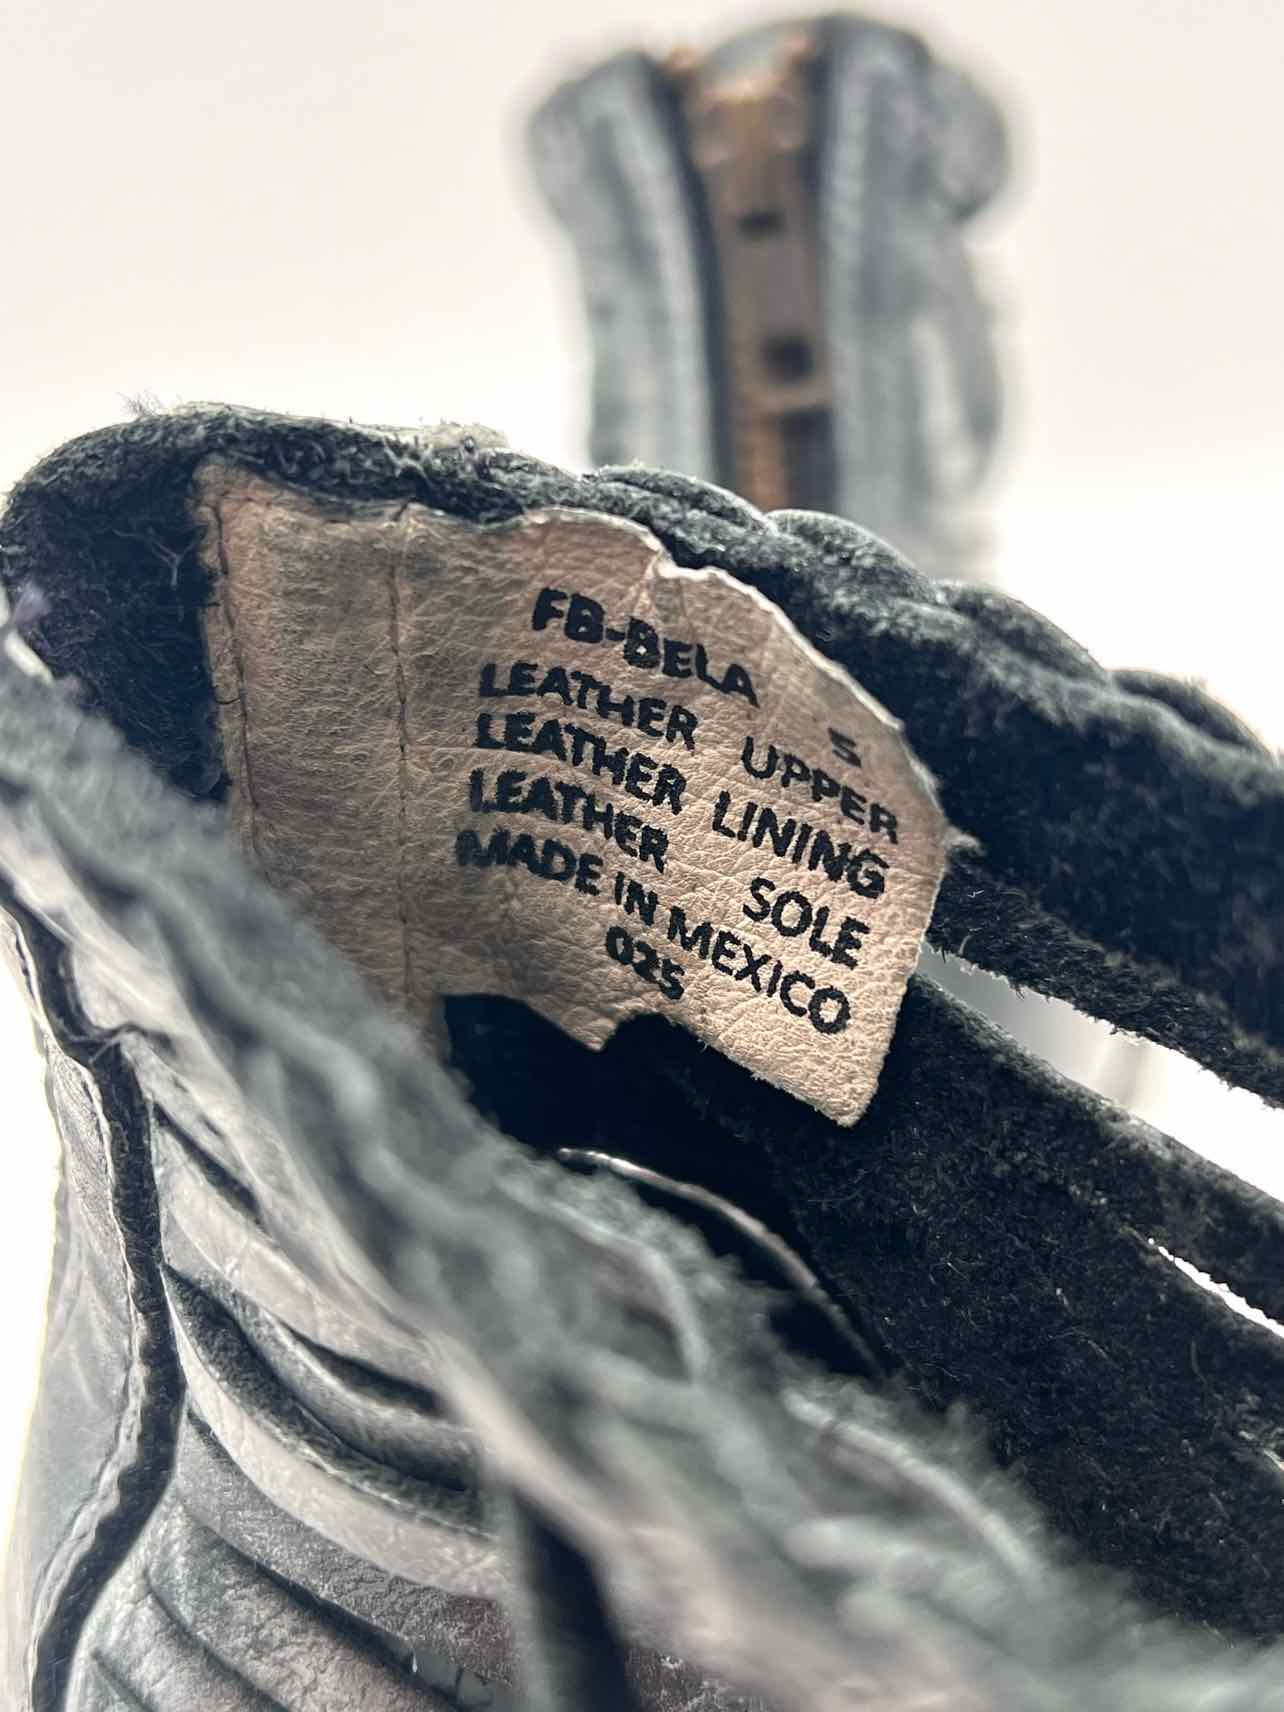 FB-BELA 5
LEATHER UPPER
LEATHER LINING
LEATHER SOLE
MADE IN MEXICO
025